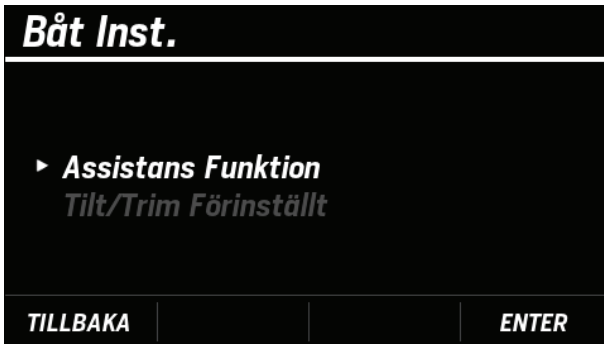 Båt Inst.
Assistans Funktion
Tilt/Trim Förinställt
TILLBAKA ENTER